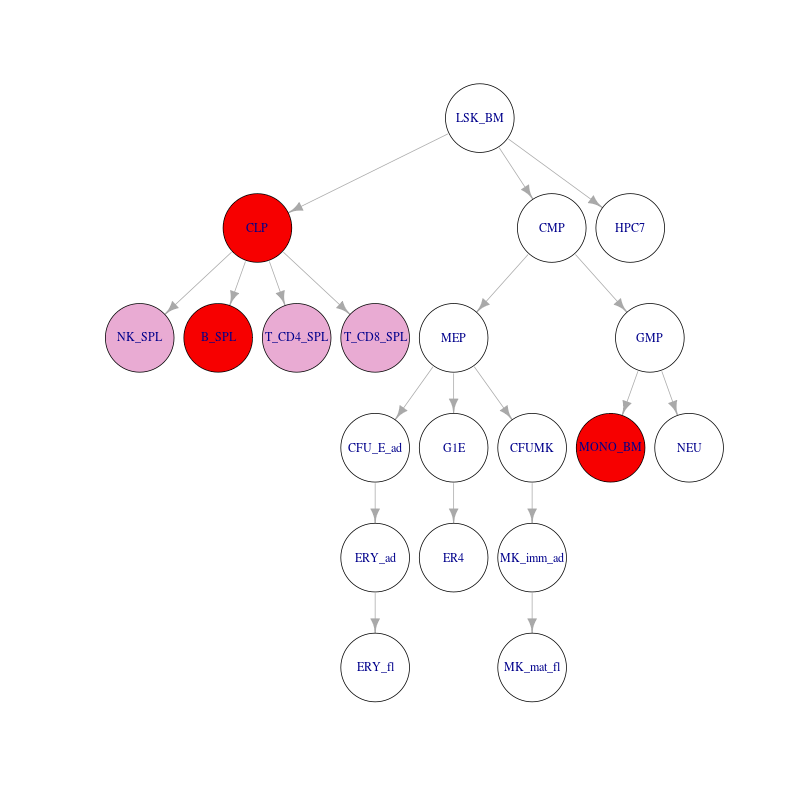 LSK_BM
CLP
CMP
HPC7
NK_SPL
B_SPL
T_CD4_SPL
T_CD8_SPL
MEP
GMP
CFU_E_ad
G1E
CFUMK
MONO_BM
NEU
ERY_ad
ER4
MK_imm_ad
ERY_fl
MK_mat_fl